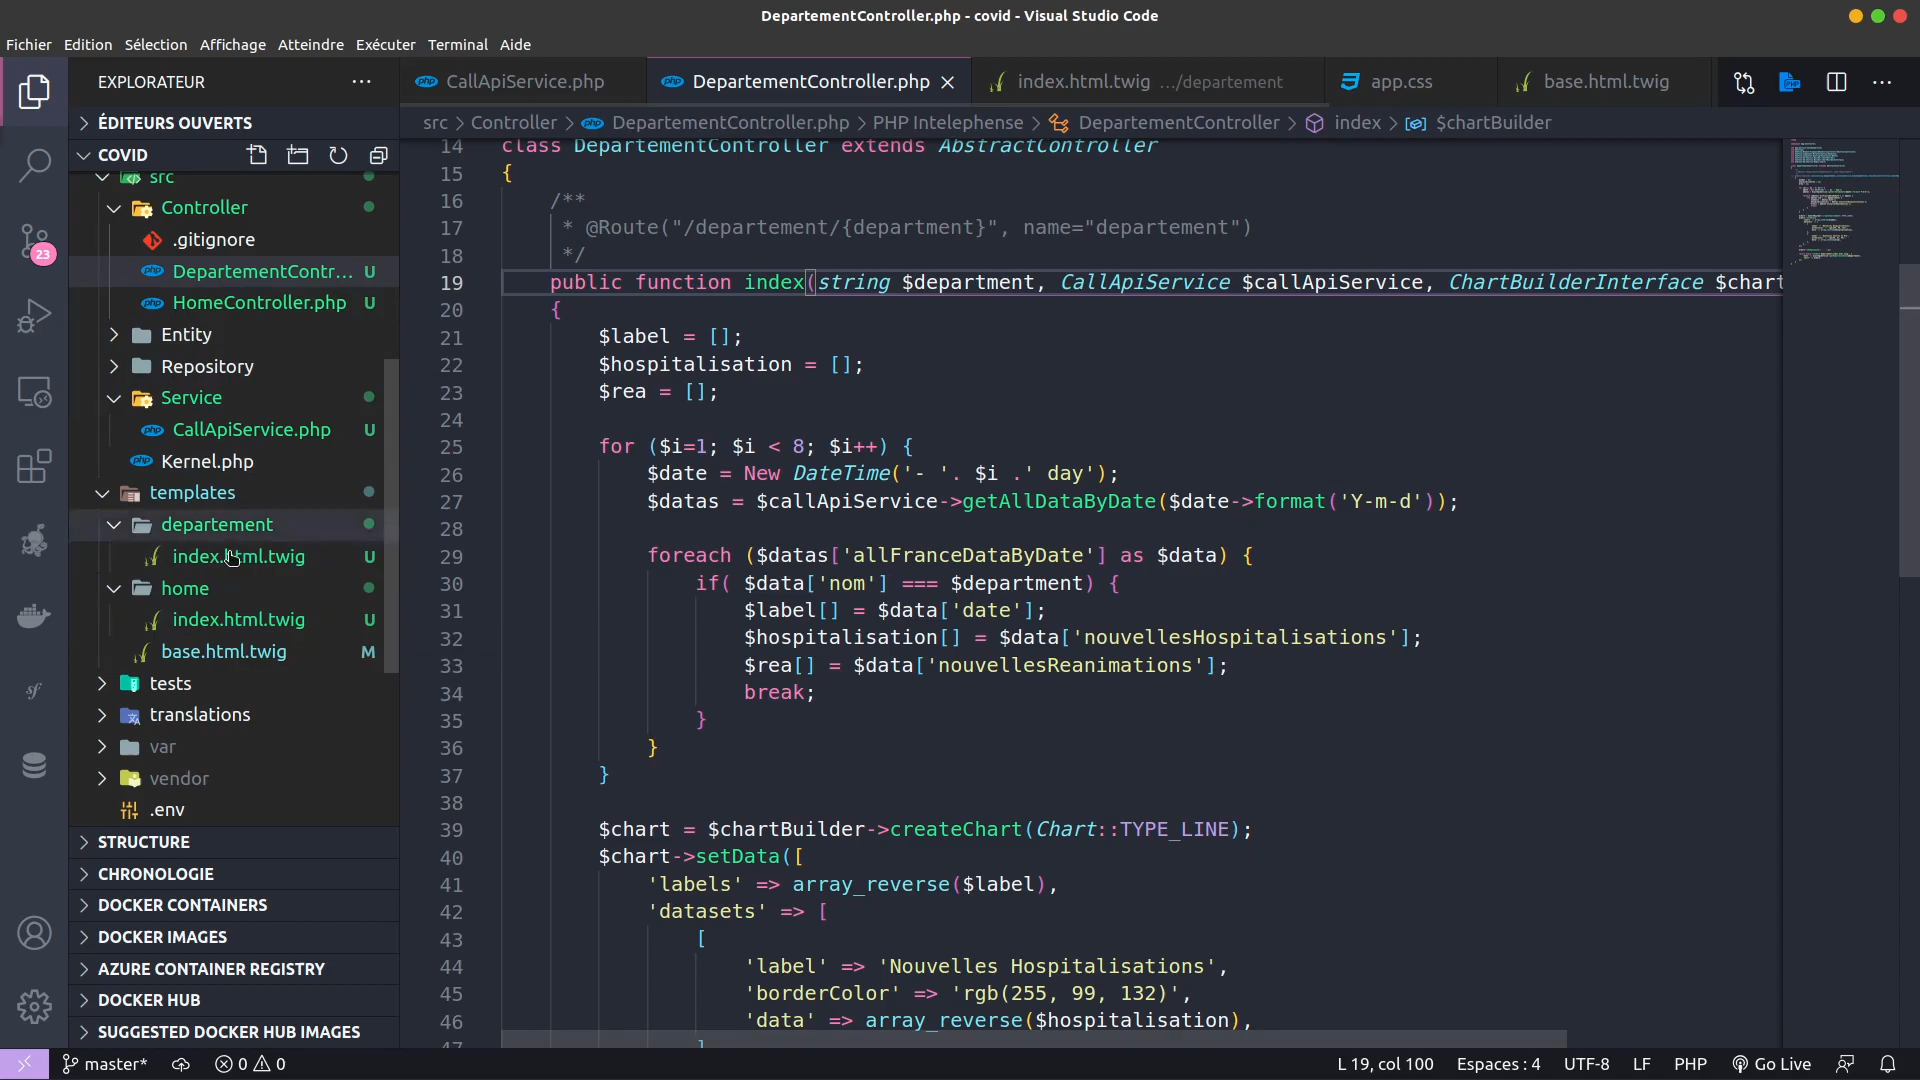 DepartementController.php - covid - Visual Studio Code
Fichier Edition Sélection Affichage Atteindre Exécuter Terminal Aide
EXPLORATEUR
ÉDITEURS OUVERTS
COVID
src
Controller
.gitignore
DepartementContr... U
HomeController.php U
Entity
Repository
Service
CallApiService.php U
Kernel.php
templates
departement
index.html.twig U
home
index.html.twig U
base.html.twig M
tests
translations
var
vendor
.env
STRUCTURE
CHRONOLOGIE
DOCKER CONTAINERS
DOCKER IMAGES
AZURE CONTAINER REGISTRY
DOCKER HUB
SUGGESTED DOCKER HUB IMAGES
23
CallApiService.php DepartementController.php index.html.twig .../departement app.css base.html.twig
src > Controller > DepartementController.php > PHP Intelephense > DepartementController > index > $chartBuilder
14 class DepartementController extends AbstractController
15 {
16 /**
17 * @Route("/departement/{department}", name="departement")
18 */
19 public function index(string $department, CallApiService $callApiService, ChartBuilderInterface $chart
20 {
21 $label = [];
22 $hospitalisation = [];
23 $rea = [];
24
25 for ($i=1; $i < 8; $i++) {
26 $date = New DateTime('- '. $i .' day');
27 $datas = $callApiService->getAllDataByDate($date->format('Y-m-d'));
28
29 foreach ($datas['allFranceDataByDate'] as $data) {
30 if( $data['nom'] === $department) {
31 $label[] = $data['date'];
32 $hospitalisation[] = $data['nouvellesHospitalisations'];
33 $rea[] = $data['nouvellesReanimations'];
34 break;
35 }
36 }
37 }
38
39 $chart = $chartBuilder->createChart(Chart::TYPE_LINE);
40 $chart->setData([
41 'labels' => array_reverse($label),
42 'datasets' => [
43 [
44 'label' => 'Nouvelles Hospitalisations',
45 'borderColor' => 'rgb(255, 99, 132)',
46 'data' => array_reverse($hospitalisation),
47 ]
master* 0 0 L 19, col 100 Espaces : 4 UTF-8 LF PHP Go Live